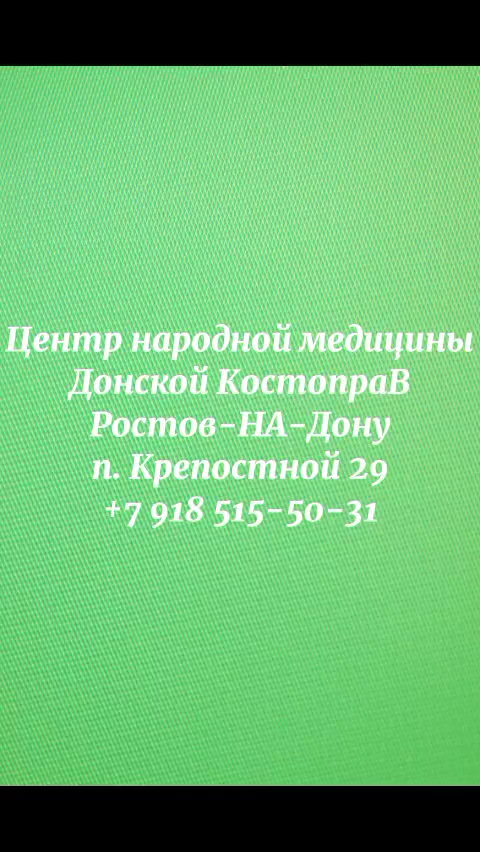 Центр народной медицины
Донской КостопраВ
Ростов-НА-Дону
п. Крепостной 29
+7 918 515-50-31